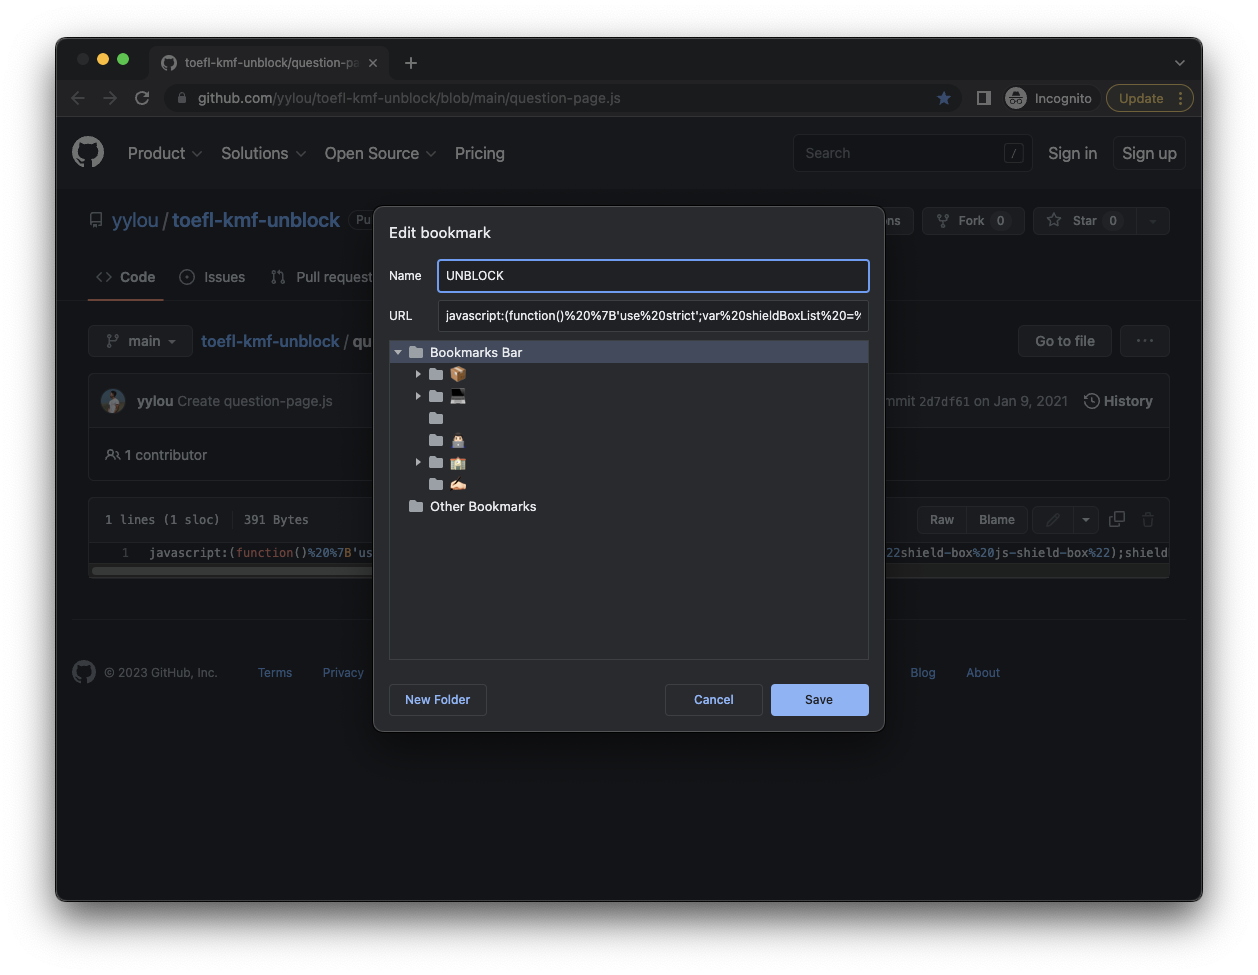 toefl-kmf-unblock/question-pa
github.com/yylou/toefl-kmf-unblock/blob/main/question-page.js
Incognito
Update
Product
Solutions
Open Source
Pricing
Search
/
Sign in
Sign up
yylou / toefl-kmf-unblock
Pu
ns
Fork 0
Star 0
Code
Issues
Pull request
main
toefl-kmf-unblock / qu
Go to file
yylou Create question-page.js
mmit 2d7df61 on Jan 9, 2021
History
1 contributor
1 lines (1 sloc)
391 Bytes
Raw
Blame
1 javascript:(function()%20%7B'us
22shield-box%20js-shield-box%22);shield
Edit bookmark
Name
UNBLOCK
URL
javascript:(function()%20%7B'use%20strict';var%20shieldBoxList%20=%
Bookmarks Bar
Other Bookmarks
New Folder
Cancel
Save
© 2023 GitHub, Inc.
Terms
Privacy
Blog
About